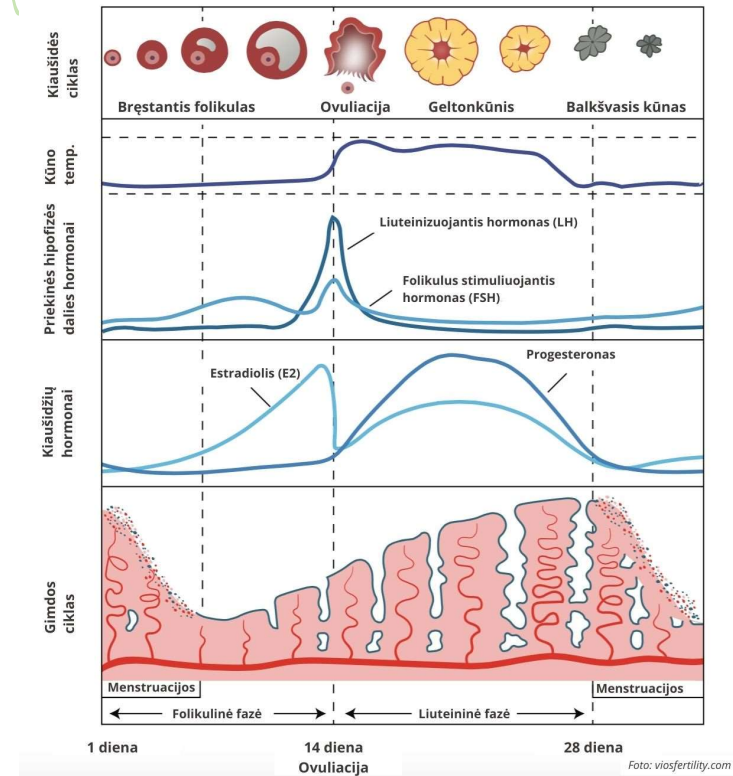 Kiaušidės
ciklas
Bręstantis folikulas
Ovuliacija
Geltonkūnis
Balkšvasis kūnas
Kūno
temp.
Priekinės hipofizės
dalies hormonai
Liuteinizuojantis hormonas (LH)
Folikulus stimuliuojantis
hormonas (FSH)
Kiaušidžių
hormonai
Estradiolis (E2)
Progesteronas
Gimdos
ciklas
Menstruacijos
Menstruacijos
Folikulinė fazė
Liuteininė fazė
1 diena
14 diena
Ovuliacija
28 diena
Foto: viosfertility.com